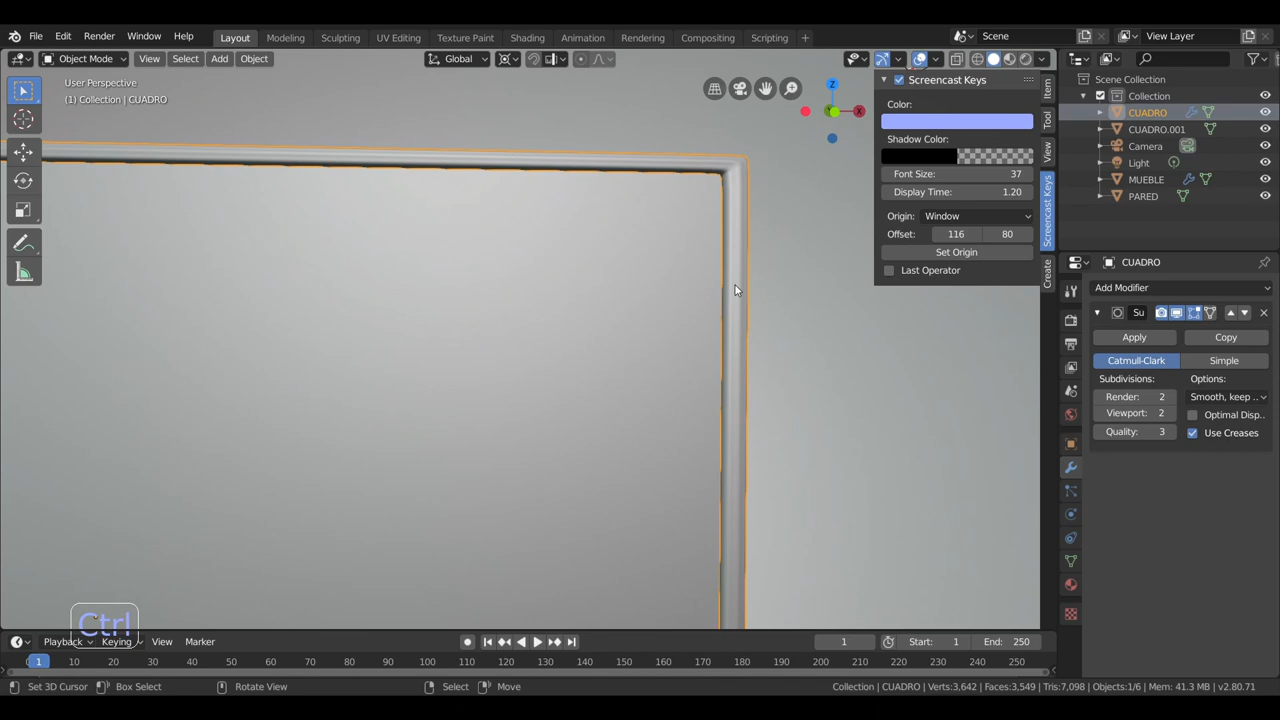 File Edit Render Window Help Layout Modeling Sculpting UV Editing Texture Paint Shading Animation Rendering Compositing Scripting + Scene View Layer
Object Mode View Select Add Object Global
User Perspective
(1) Collection | CUADRO
Z
X
Screencast Keys
Color:
Shadow Color:
Font Size: 37
Display Time: 1.20
Origin: Window
Offset: 116 80
Set Origin
Last Operator
Item
Tool
View
Screencast Keys
Create
Scene Collection
Collection
CUADRO
CUADRO.001
Camera
Light
MUEBLE
PARED
CUADRO
Add Modifier
Su
Apply Copy
Catmull-Clark Simple
Subdivisions: Options:
Render: 2 Smooth, keep ..
Viewport: 2 Optimal Disp..
Quality: 3 Use Creases
Ctrl
Playback Keying View Marker 1 Start: 1 End: 250
1 10 20 30 40 50 60 70 80 90 100 110 120 130 140 150 160 170 180 190 200 210 220 230 240 250
Set 3D Cursor Box Select Rotate View Select Move Collection | CUADRO | Verts:3,642 | Faces:3,549 | Tris:7,098 | Objects:1/6 | Mem: 41.3 MB | v2.80.71